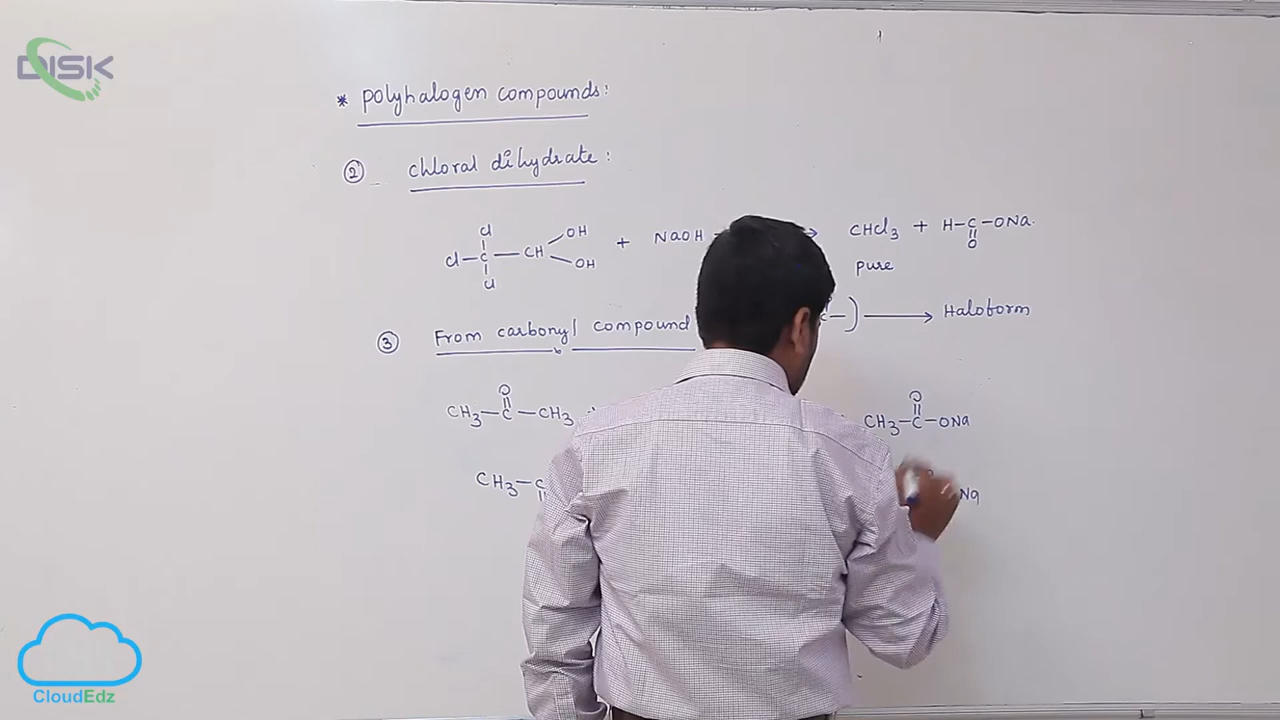 DISK
* polyhalogen compounds:
② chloral dihydrate:
Cl
Cl-C-CH OH OH + NaOH → CHCl3 + H-C-ONa.
Cl
O
pure
③ From carbonyl compound C-) → Haloform
O O
CH3-C-CH3 CH3-C-ONa
CH3-C Na
CloudEdz